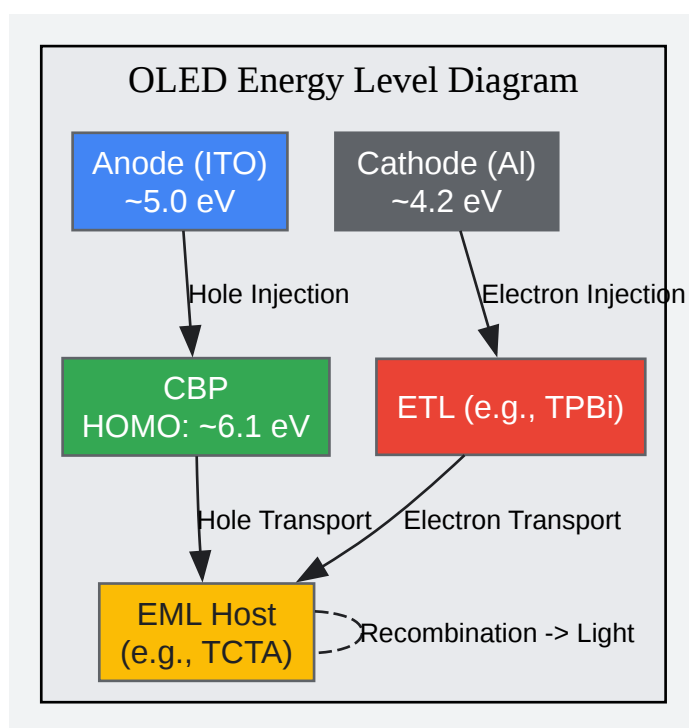 OLED Energy Level Diagram
Anode (ITO)
~5.0 eV
Cathode (Al)
~4.2 eV
Hole Injection
Electron Injection
CBP
HOMO: ~6.1 eV
ETL (e.g., TPBi)
Hole Transport
Electron Transport
EML Host
(e.g., TCTA)
Recombination -> Light